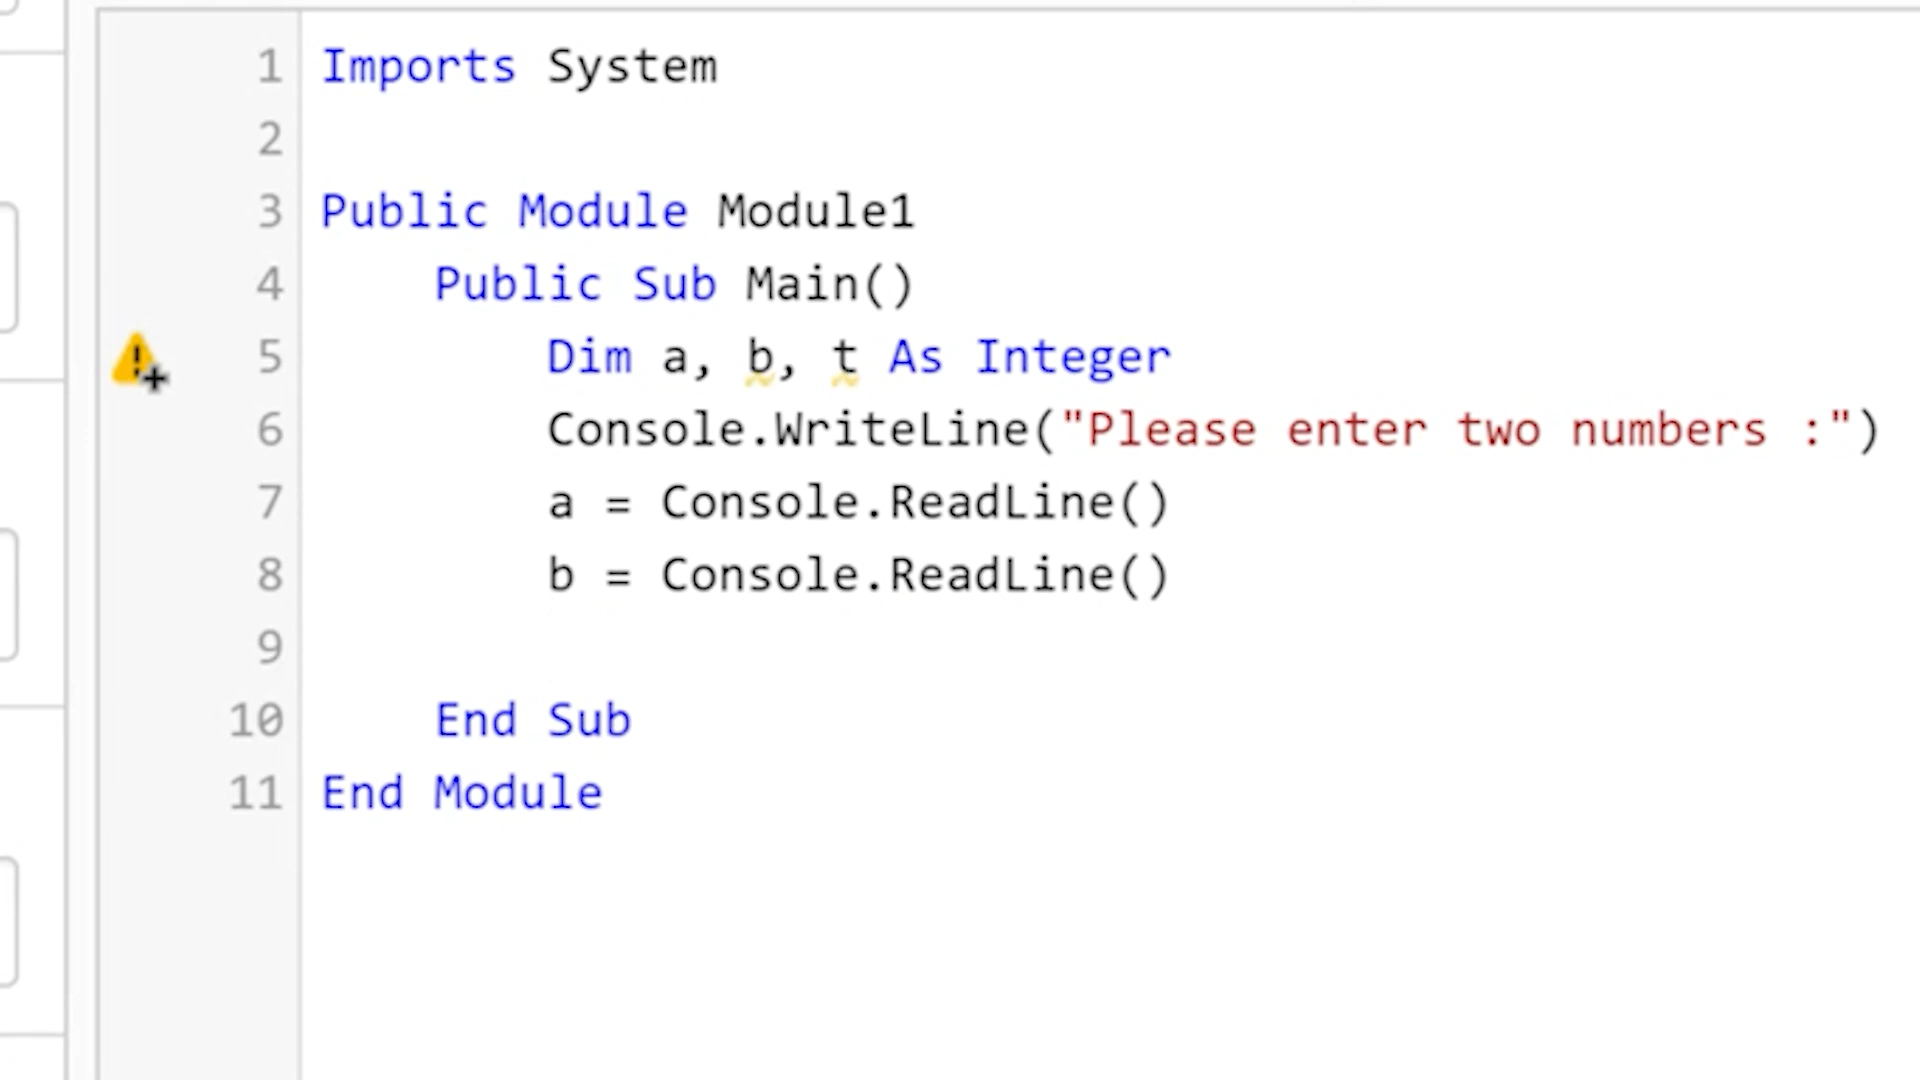 1 Imports System
2
3 Public Module Module1
4     Public Sub Main()
5         Dim a, b, t As Integer
6         Console.WriteLine("Please enter two numbers :")
7         a = Console.ReadLine()
8         b = Console.ReadLine()
9
10     End Sub
11 End Module